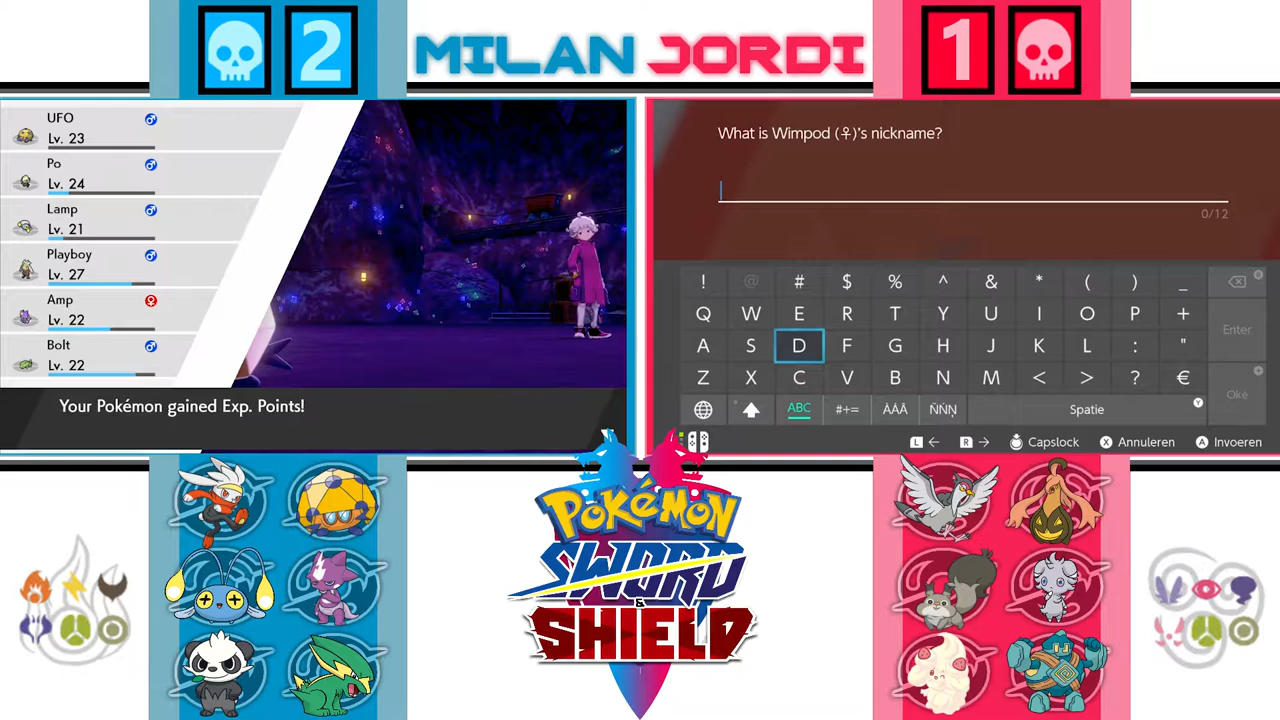 2 MILAN JORDI 1
UFO
Lv. 23
Po
Lv. 24
Lamp
Lv. 21
Playboy
Lv. 27
Amp
Lv. 22
Bolt
Lv. 22
Your Pokémon gained Exp. Points!
What is Wimpod (♀)'s nickname?
0/12
! @ # $ % ^ & * ( ) _
Q W E R T Y U I O P + Enter
A S D F G H J K L : "
Z X C V B N M < > ? € Oké
ABC #+= ÀÁÂ ÑŃŅ Spatie Y
L ← R → Capslock X Annuleren A Invoeren
POKéMON
SWORD
&
SHIELD